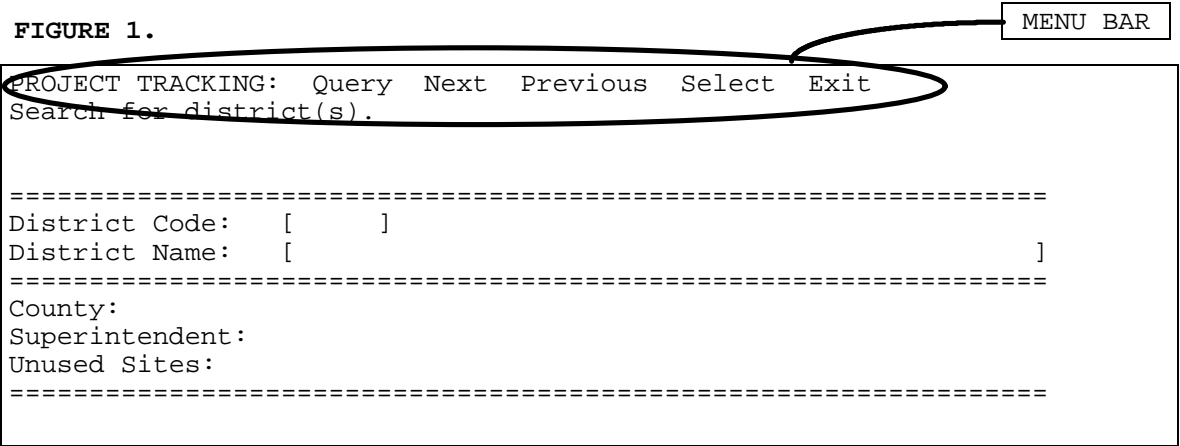 MENU BAR
FIGURE 1.
PROJECT TRACKING:  Query  Next  Previous  Select  Exit
Search for district(s).
=================================================================
District Code:   [     ]
District Name:   [                                              ]
=================================================================
County:
Superintendent:
Unused Sites:
=================================================================